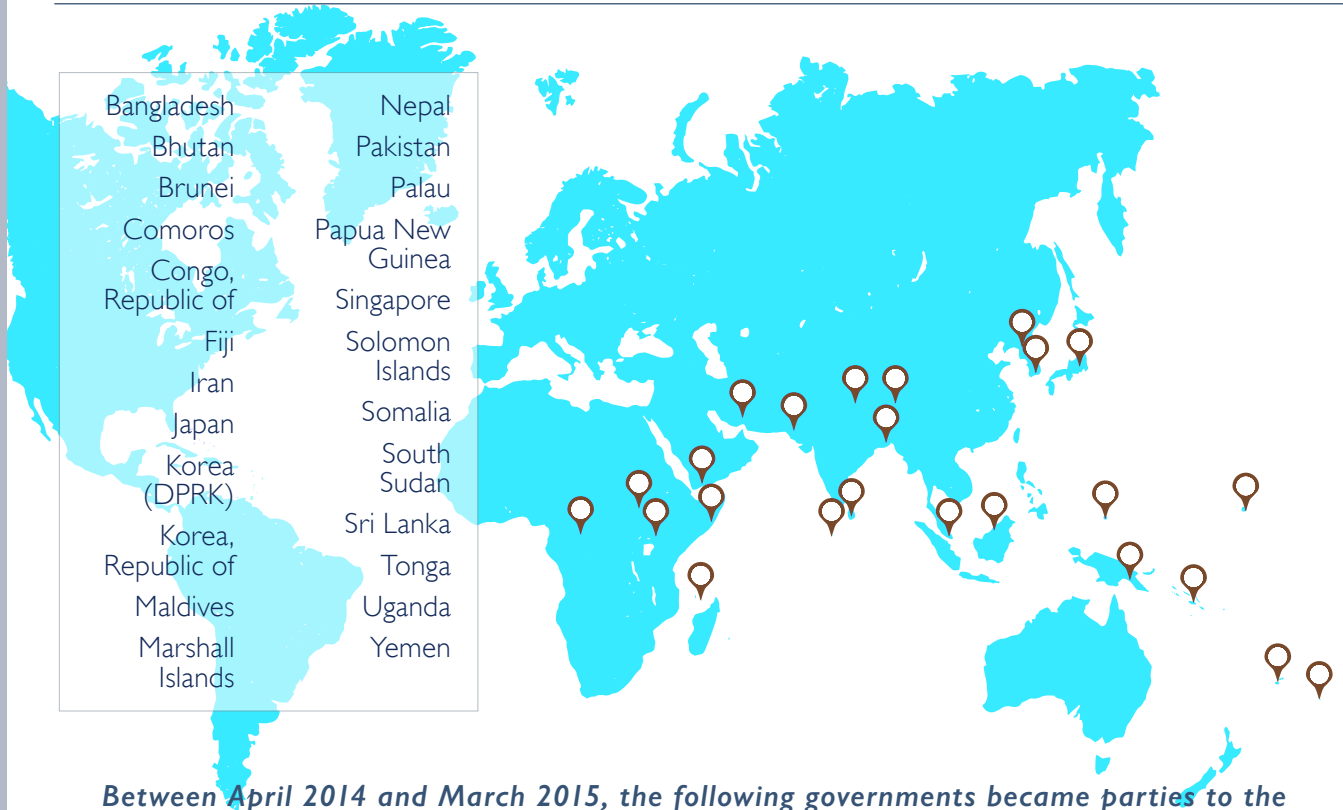 Bangladesh
Bhutan
Brunei
Comoros
Congo,
Republic of
Fiji
Iran
Japan
Korea
(DPRK)
Korea,
Republic of
Maldives
Marshall
Islands
Nepal
Pakistan
Palau
Papua New
Guinea
Singapore
Solomon
Islands
Somalia
South
Sudan
Sri Lanka
Tonga
Uganda
Yemen
Between April 2014 and March 2015, the following governments became parties to the